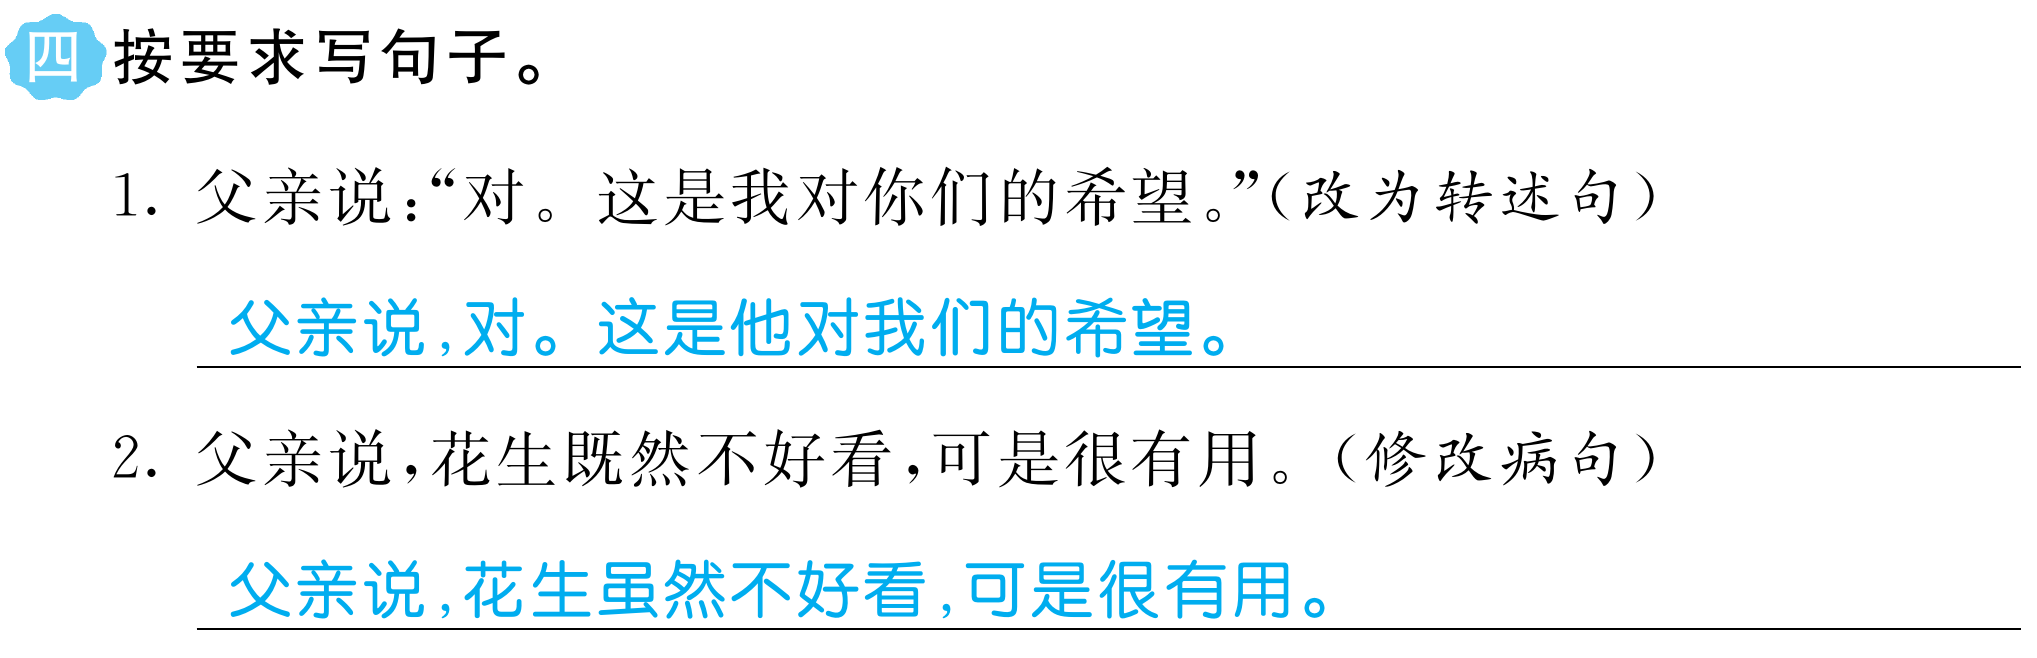 四 按要求写句子。
1. 父亲说:“对。这是我对你们的希望。”(改为转述句)
父亲说,对。这是他对我们的希望。
2. 父亲说,花生既然不好看,可是很有用。(修改病句)
父亲说,花生虽然不好看,可是很有用。